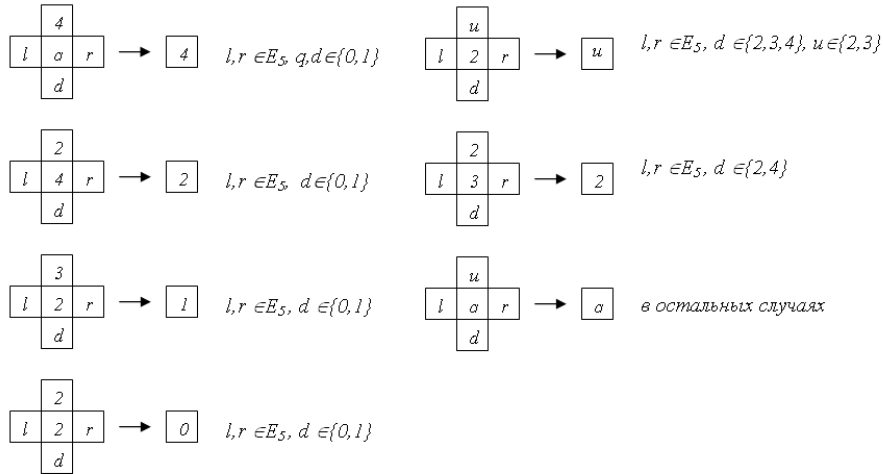 4
l a r → 4 l,r ∈E₅, q,d∈{0,1}
d
2
l 4 r → 2 l,r ∈E₅, d∈{0,1}
d
3
l 2 r → 1 l,r ∈E₅, d ∈{0,1}
d
2
l 2 r → 0 l,r ∈E₅, d ∈{0,1}
d
u
l 2 r → u l,r ∈E₅, d ∈{2,3,4}, u∈{2,3}
d
2
l 3 r → 2 l,r ∈E₅, d ∈{2,4}
d
u
l a r → a в остальных случаях
d